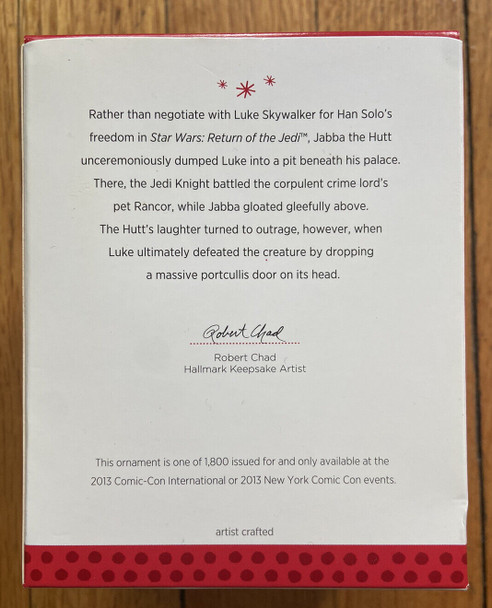 Rather than negotiate with Luke Skywalker for Han Solo's
freedom in Star Wars: Return of the Jedi™, Jabba the Hutt
unceremoniously dumped Luke into a pit beneath his palace.
There, the Jedi Knight battled the corpulent crime lord's
pet Rancor, while Jabba gloated gleefully above.
The Hutt's laughter turned to outrage, however, when
Luke ultimately defeated the creature by dropping
a massive portcullis door on its head.
Robert Chad
Robert Chad
Hallmark Keepsake Artist
This ornament is one of 1,800 issued for and only available at the
2013 Comic-Con International or 2013 New York Comic Con events.
artist crafted